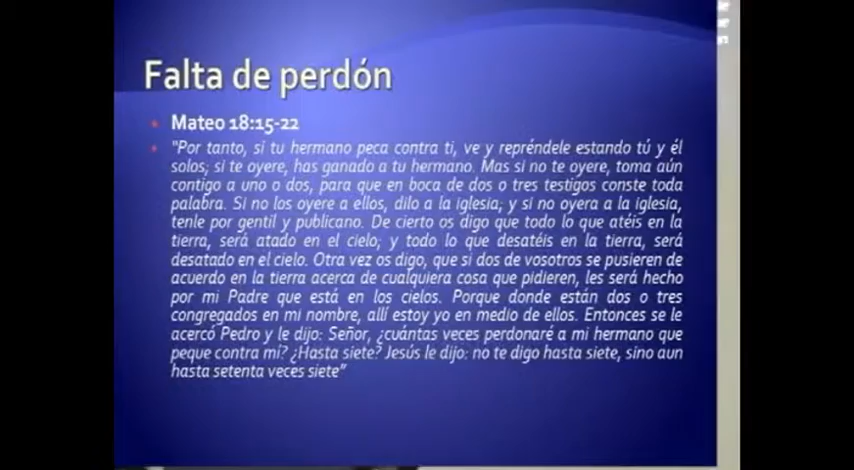 Falta de perdón
Mateo 18:15-22
"Por tanto, si tu hermano peca contra ti, ve y repréndele estando tú y él
solos; si te oyere, has ganado a tu hermano. Mas si no te oyere, toma aún
contigo a uno o dos, para que en boca de dos o tres testigos conste toda
palabra. Si no los oyere a ellos, dilo a la iglesia; y si no oyera a la iglesia,
tenle por gentil y publicano. De cierto os digo que todo lo que atéis en la
tierra, será atado en el cielo; y todo lo que desatéis en la tierra, será
desatado en el cielo. Otra vez os digo, que si dos de vosotros se pusieren de
acuerdo en la tierra acerca de cualquiera cosa que pidieren, les será hecho
por mi Padre que está en los cielos. Porque donde están dos o tres
congregados en mi nombre, allí estoy yo en medio de ellos. Entonces se le
acercó Pedro y le dijo: Señor, ¿cuántas veces perdonaré a mi hermano que
peque contra mí? ¿Hasta siete? Jesús le dijo: no te digo hasta siete, sino aun
hasta setenta veces siete"